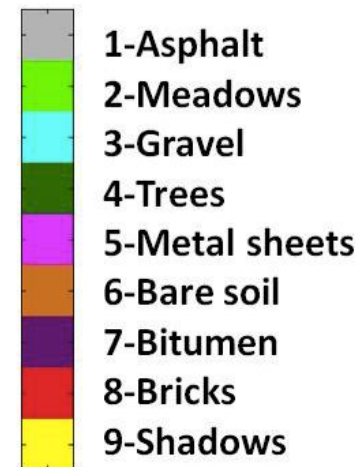 1-Asphalt
2-Meadows
3-Gravel
4-Trees
5-Metal sheets
6-Bare soil
7-Bitumen
8-Bricks
9-Shadows